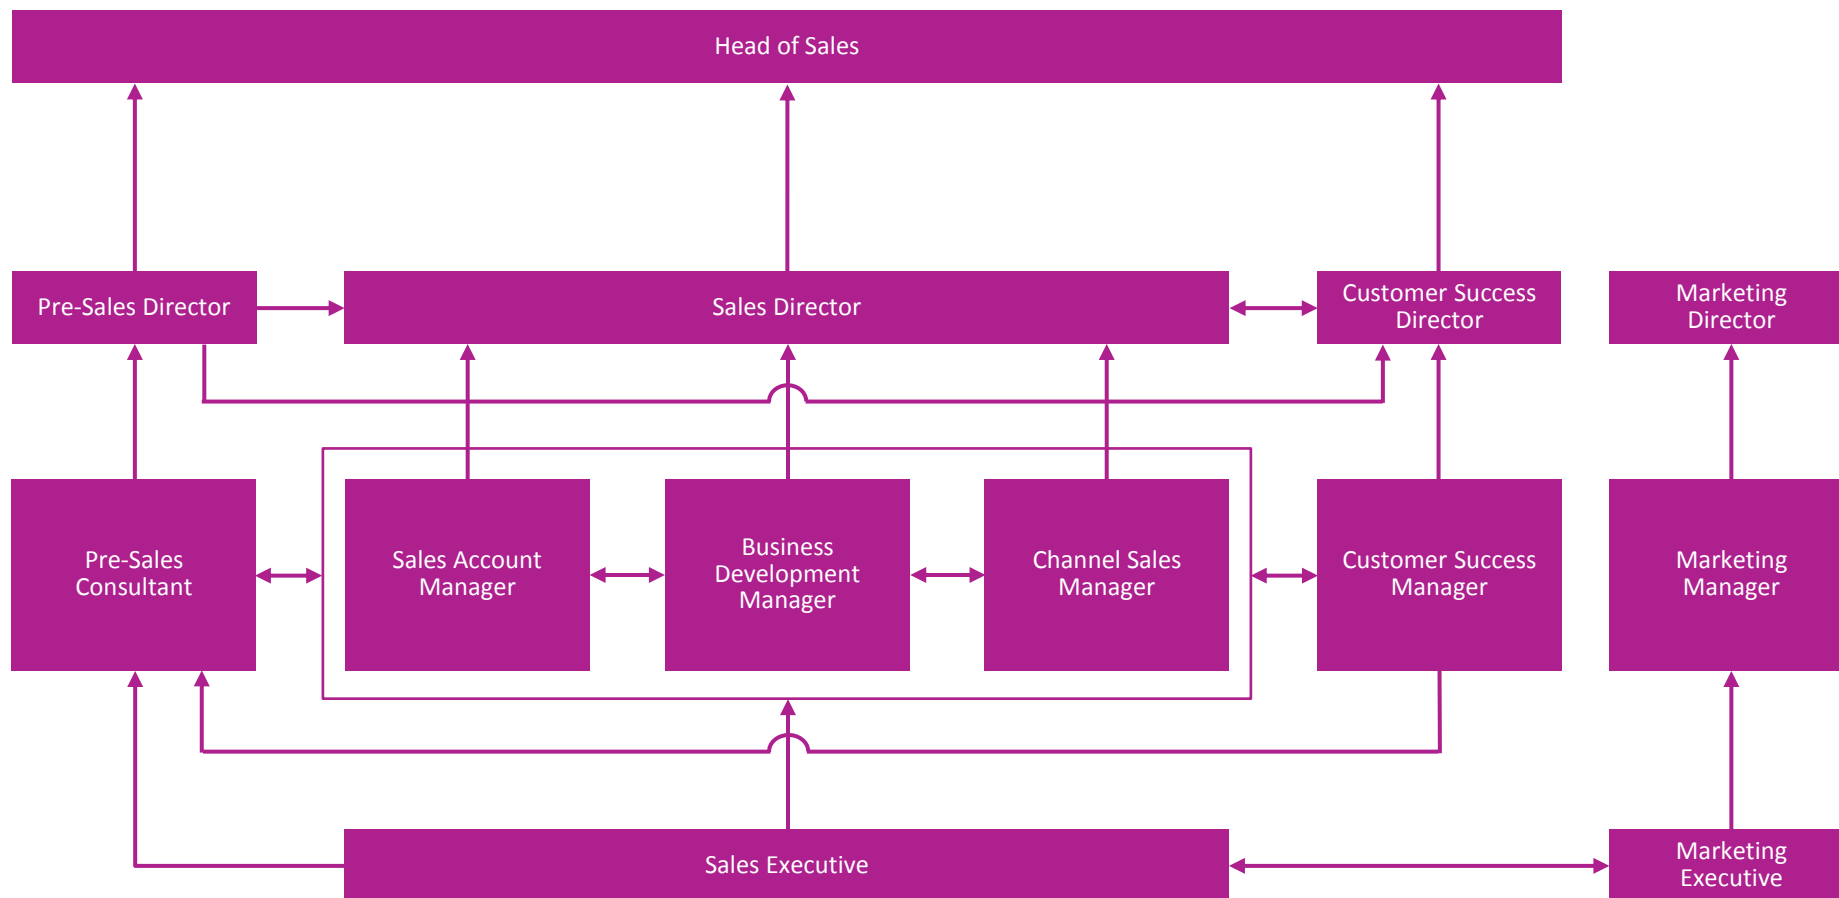 Head of Sales
Pre-Sales Director
Sales Director
Customer Success
Director
Marketing
Director
Pre-Sales
Consultant
Sales Account
Manager
Business
Development
Manager
Channel Sales
Manager
Customer Success
Manager
Marketing
Manager
Sales Executive
Marketing
Executive